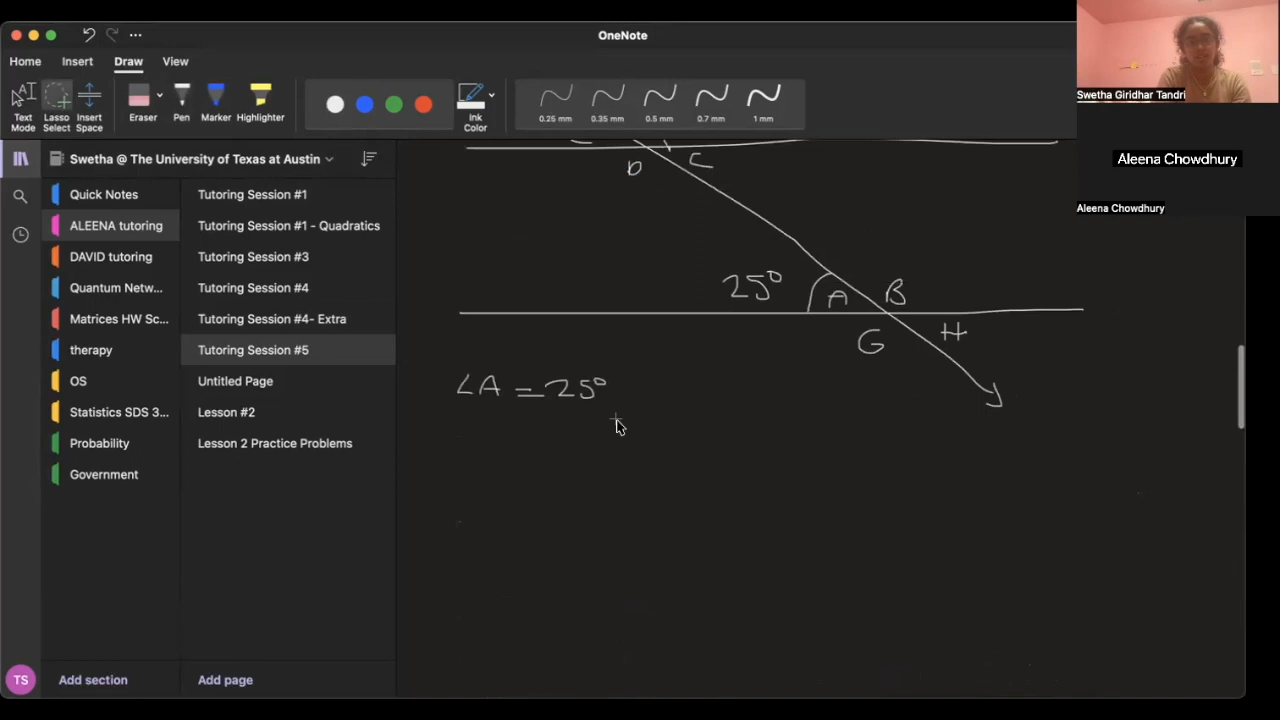 OneNote
Home Insert Draw View
Text Mode
Lasso Select
Insert Space
Eraser
Pen
Marker
Highlighter
Ink Color
0.25 mm 0.35 mm 0.5 mm 0.7 mm 1 mm
Swetha Giridhar Tandri
Aleena Chowdhury
Aleena Chowdhury
Swetha @ The University of Texas at Austin
Quick Notes
ALEENA tutoring
DAVID tutoring
Quantum Netw...
Matrices HW Sc...
therapy
OS
Statistics SDS 3...
Probability
Government
Tutoring Session #1
Tutoring Session #1 - Quadratics
Tutoring Session #3
Tutoring Session #4
Tutoring Session #4- Extra
Tutoring Session #5
Untitled Page
Lesson #2
Lesson 2 Practice Problems
D C
25° A B
G H
∠A = 25°
TS
Add section
Add page